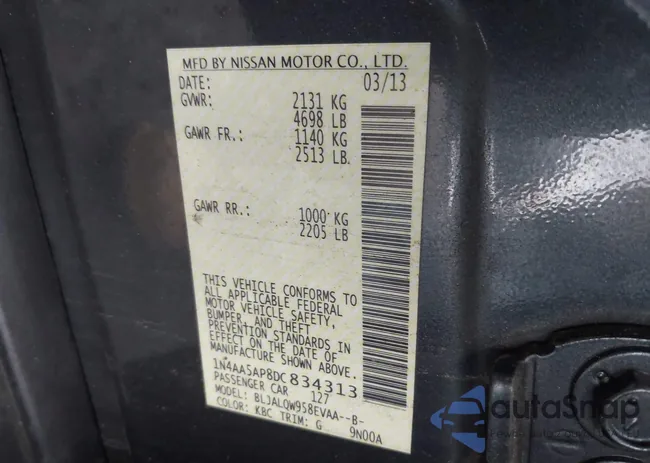 MFD BY NISSAN MOTOR CO., LTD.
DATE: 03/13
GVWR: 2131 KG
4698 LB
GAWR FR.: 1140 KG
2513 LB.
GAWR RR.: 1000 KG
2205 LB
THIS VEHICLE CONFORMS TO
ALL APPLICABLE FEDERAL
MOTOR VEHICLE SAFETY,
BUMPER, AND THEFT
PREVENTION STANDARDS IN
EFFECT ON THE DATE OF
MANUFACTURE SHOWN ABOVE.
1N4AA5AP8DC834313
PASSENGER CAR 127
MODEL: BLJALQW958EVAA--B-
COLOR: KBC TRIM: G 9N00A
autoSnap